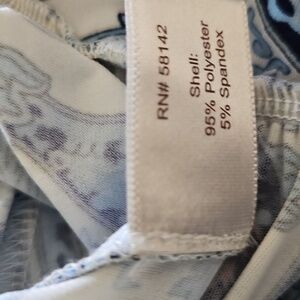 RN# 58142
Shell:
95% Polyester
5% Spandex